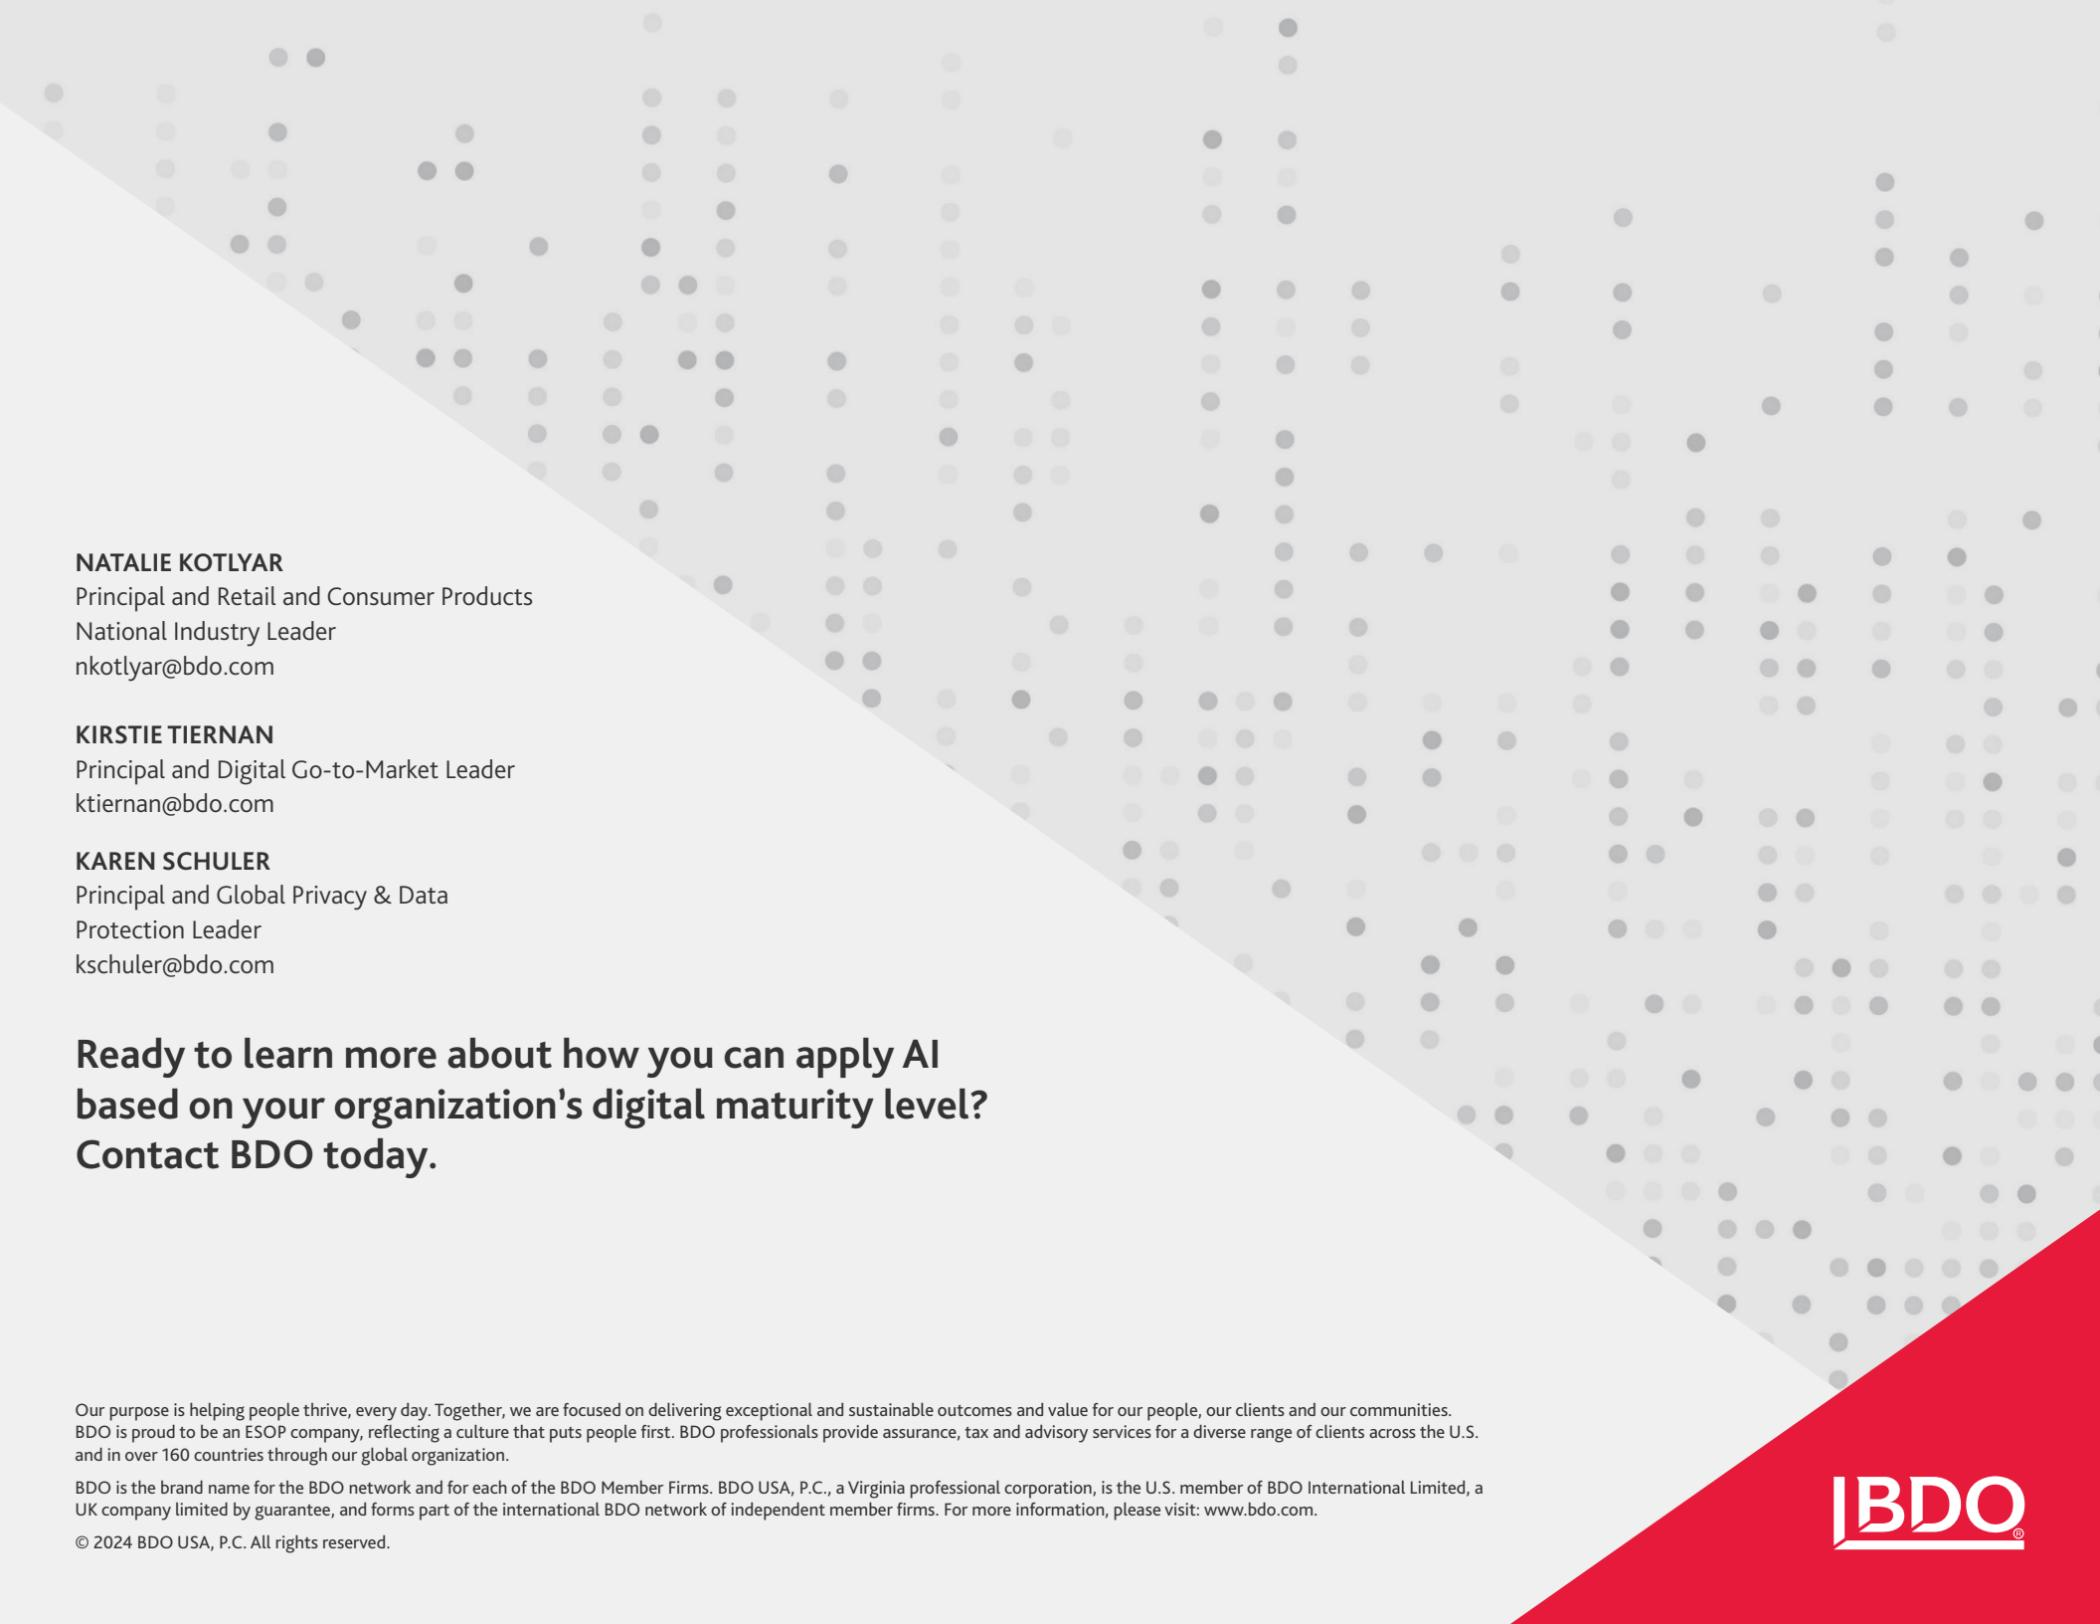 NATALIE KOTLYAR
Principal and Retail and Consumer Products
National Industry Leader
nkotlyar@bdo.com
KIRSTIE TIERNAN
Principal and Digital Go-to-Market Leader
ktiernan@bdo.com
KAREN SCHULER
Principal and Global Privacy & Data
Protection Leader
kschuler@bdo.com
Ready to learn more about how you can apply AI
based on your organization’s digital maturity level?
Contact BDO today.
Our purpose is helping people thrive, every day. Together, we are focused on delivering exceptional and sustainable outcomes and value for our people, our clients and our communities.
BDO is proud to be an ESOP company, reflecting a culture that puts people first. BDO professionals provide assurance, tax and advisory services for a diverse range of clients across the U.S.
and in over 160 countries through our global organization.
BDO is the brand name for the BDO network and for each of the BDO Member Firms. BDO USA, P.C., a Virginia professional corporation, is the U.S. member of BDO International Limited, a
UK company limited by guarantee, and forms part of the international BDO network of independent member firms. For more information, please visit: www.bdo.com.
© 2024 BDO USA, P.C. All rights reserved.
BDO®